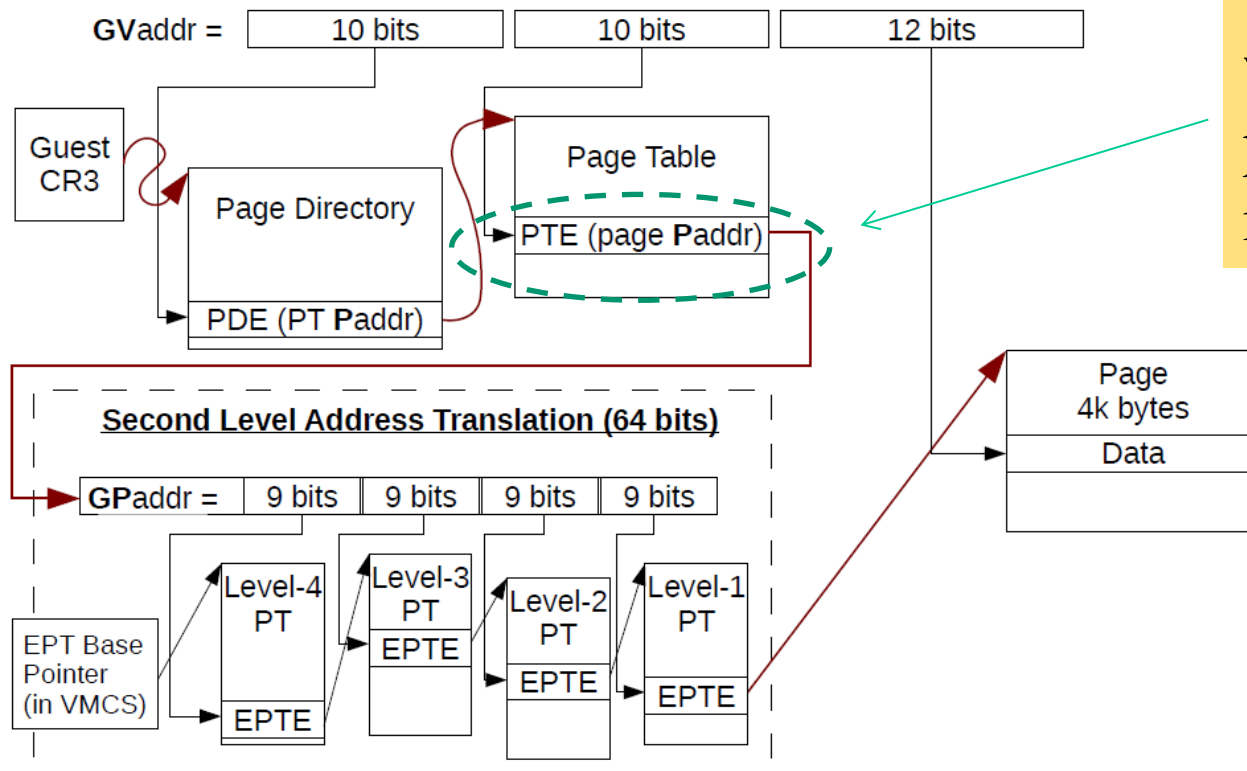 GVaddr = 10 bits 10 bits 12 bits
Guest
CR3
Page Directory
PDE (PT Paddr)
Page Table
PTE (page Paddr)
Page
4k bytes
Data
Second Level Address Translation (64 bits)
GPaddr = 9 bits 9 bits 9 bits 9 bits
EPT Base
Pointer
(in VMCS)
Level-4
PT
EPTE
Level-3
PT
EPTE
Level-2
PT
EPTE
Level-1
PT
EPTE